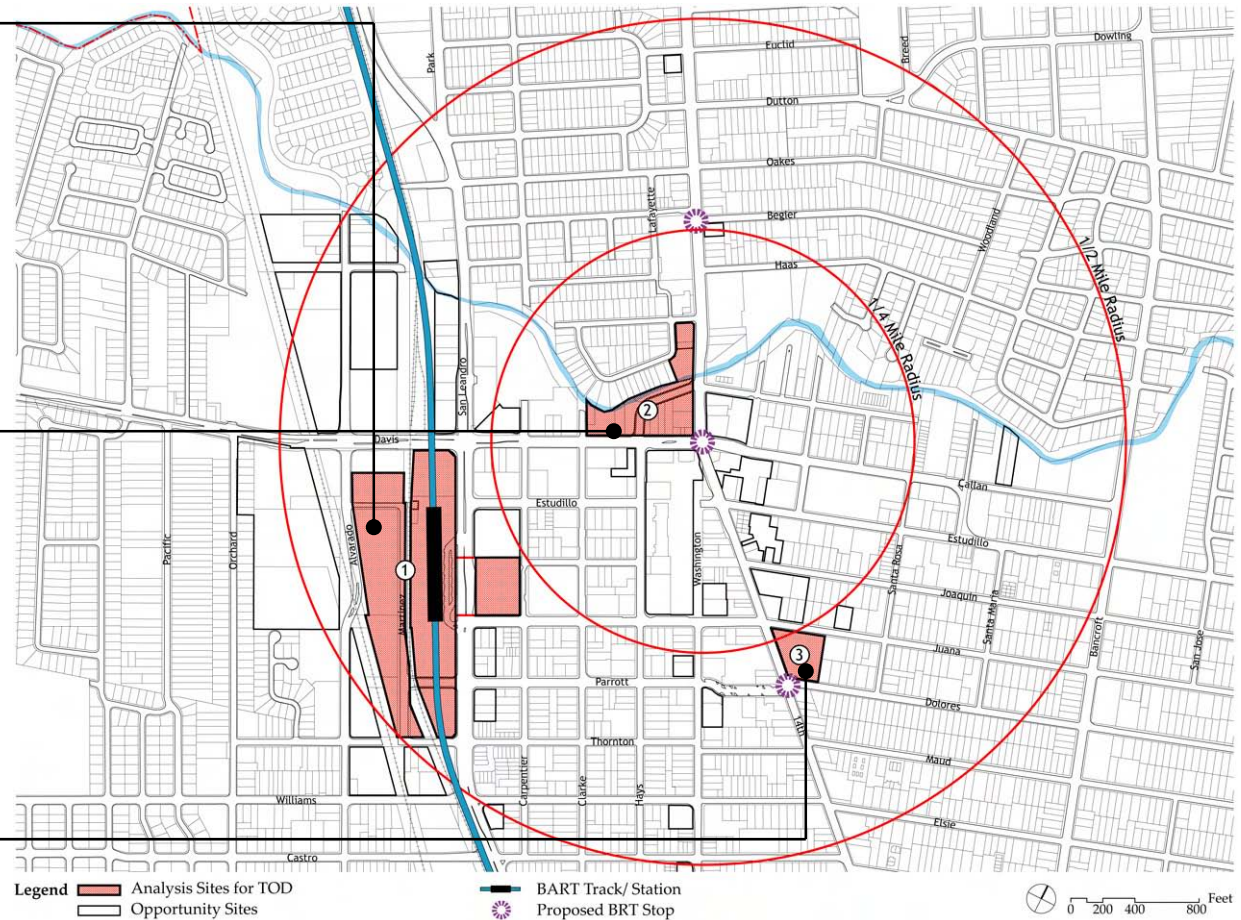 Euclid
Breed
Dowling
Park
Dutton
Oakes
Lafayette
Begler
Woodland
Haas
1/2 Mile Radius
1/4 Mile Radius
San Leandro
2
Davis
Callan
Estudillo
Estudillo
Pacific
Orchard
Alvarado
Washington
Santa Rosa
1
Joaquin
Santa Maria
Martinez
Juana
Bancroft
San Jose
3
Parrott
Dolores
14th
Thornton
Maud
Carpentier
Clarke
Hays
Williams
Elsie
Castro
Legend
Analysis Sites for TOD
BART Track/ Station
Opportunity Sites
Proposed BRT Stop
Feet
0 200 400 800